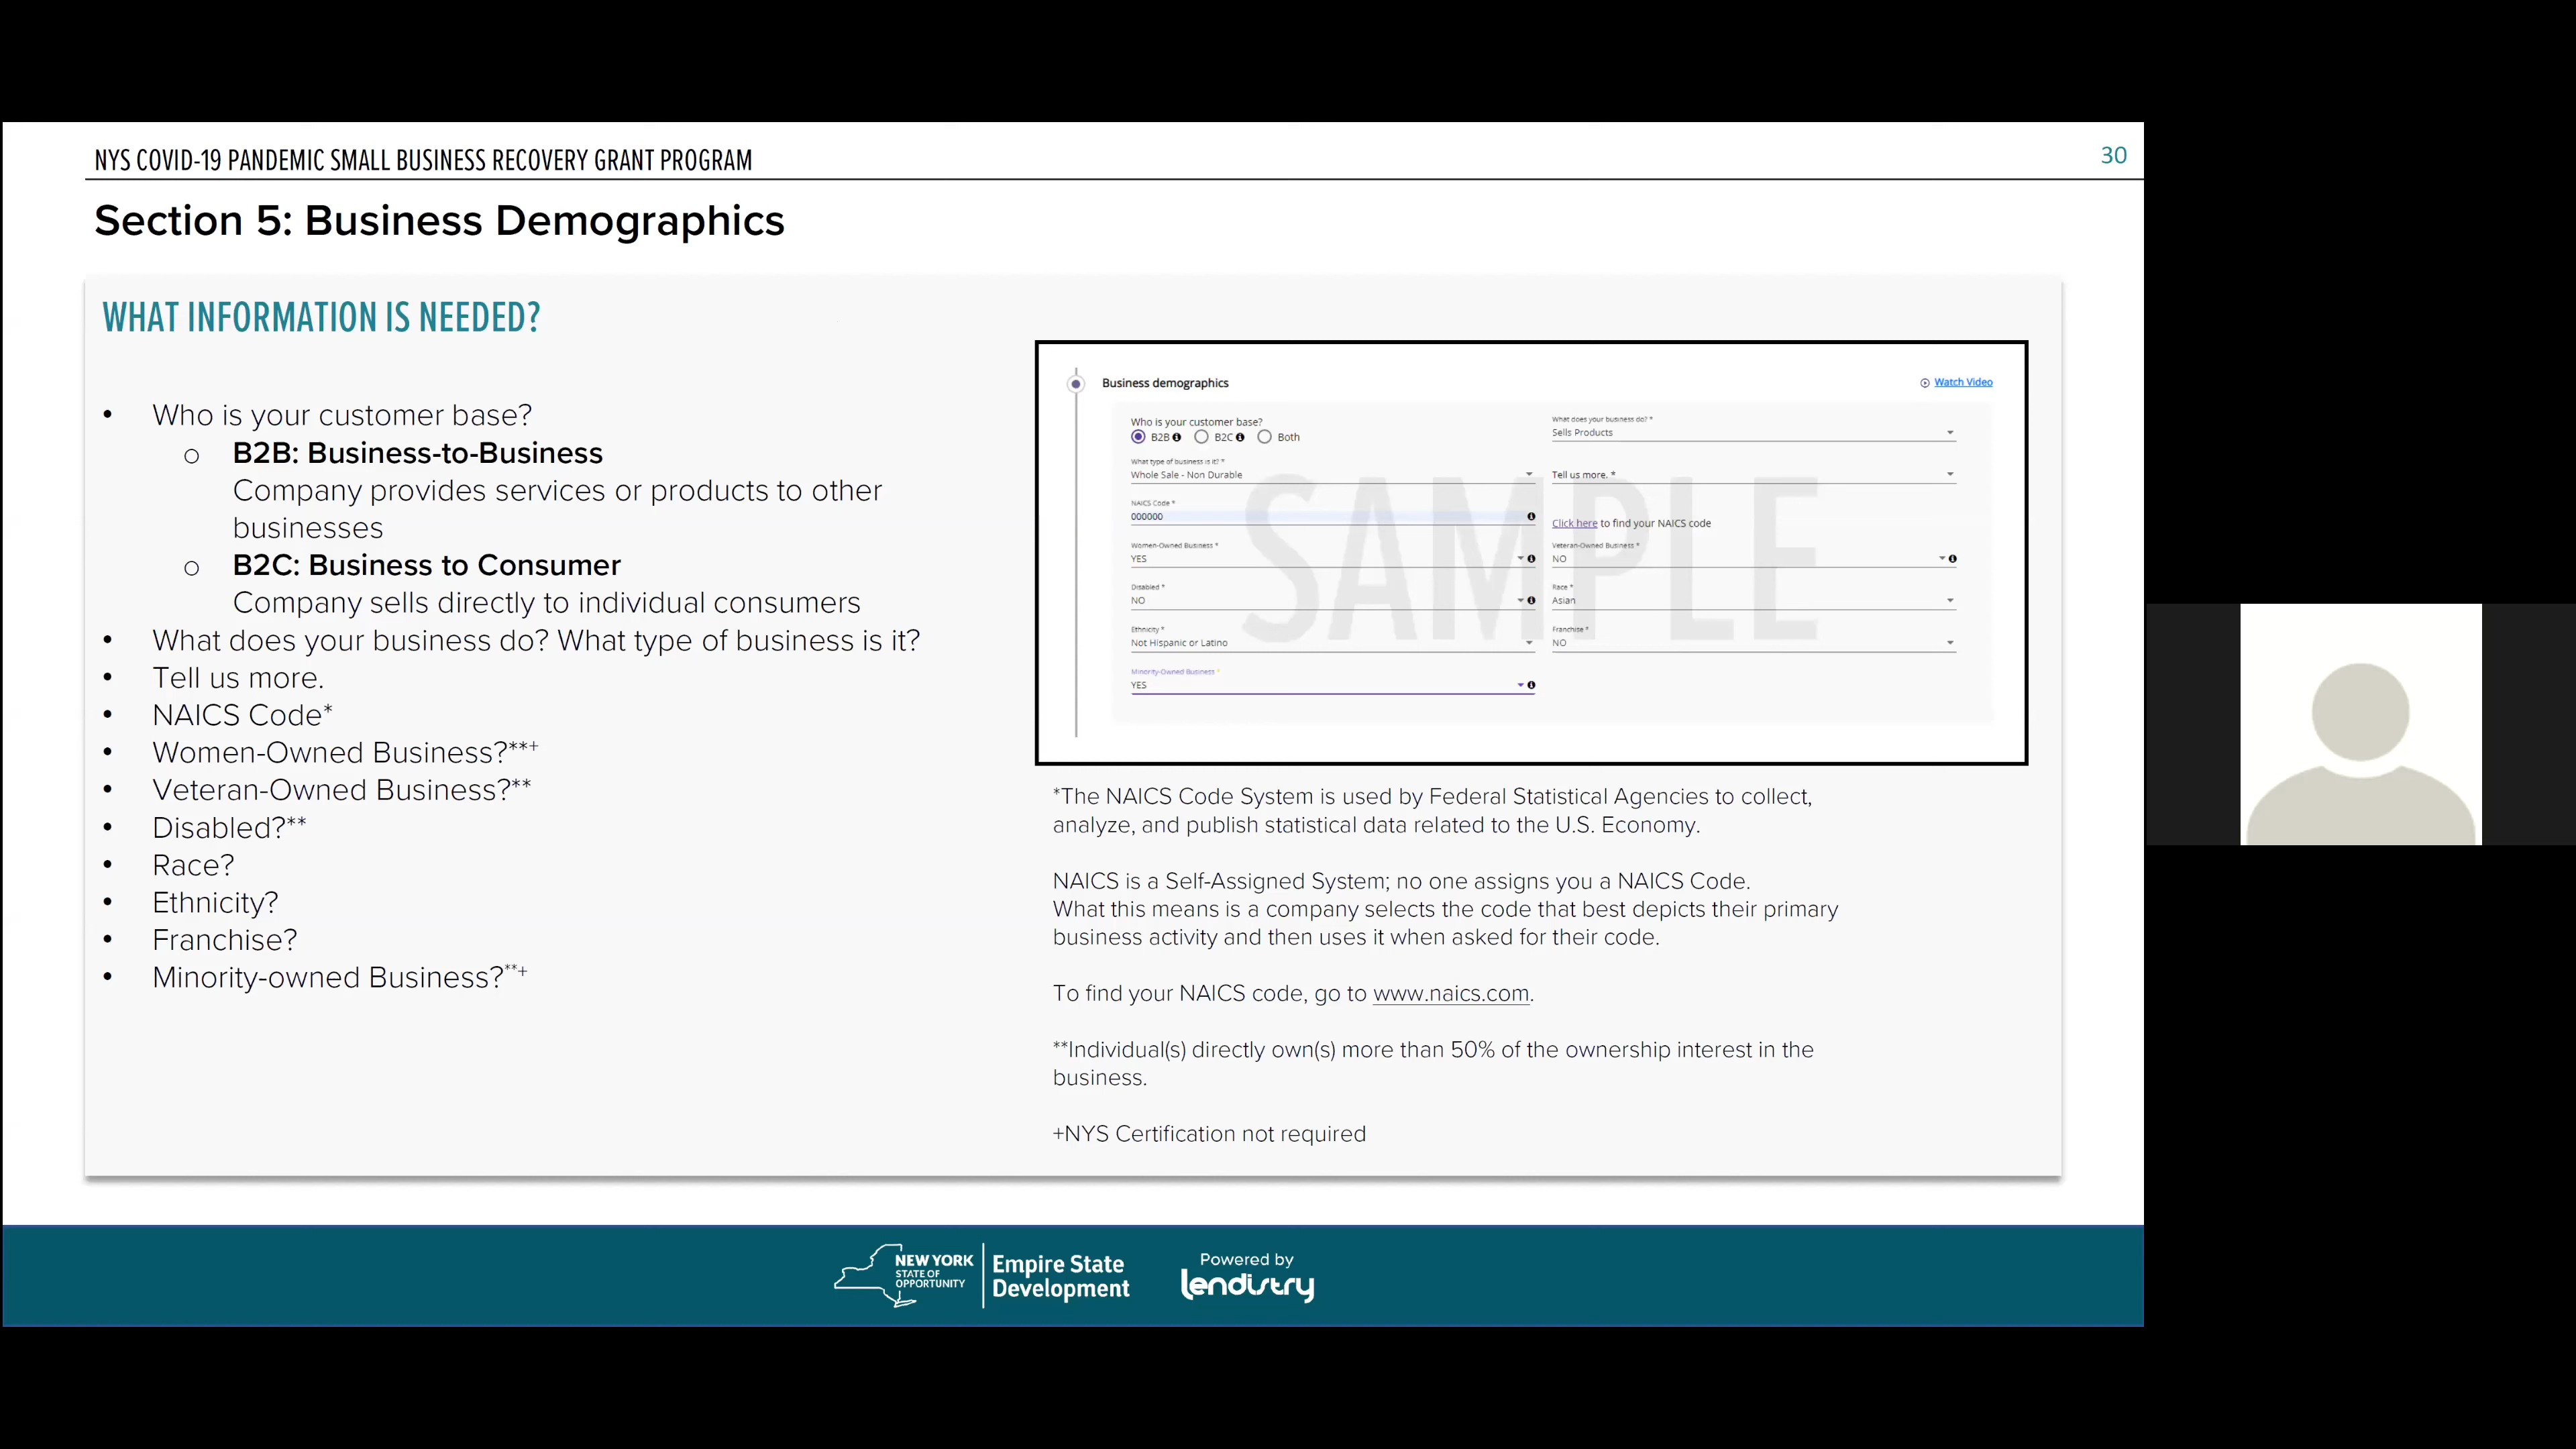 NYS COVID-19 PANDEMIC SMALL BUSINESS RECOVERY GRANT PROGRAM
30
Section 5: Business Demographics
WHAT INFORMATION IS NEEDED?
• Who is your customer base?
o B2B: Business-to-Business
Company provides services or products to other
businesses
o B2C: Business to Consumer
Company sells directly to individual consumers
• What does your business do? What type of business is it?
• Tell us more.
• NAICS Code*
• Women-Owned Business?**+
• Veteran-Owned Business?**
• Disabled?**
• Race?
• Ethnicity?
• Franchise?
• Minority-owned Business?**+
Business demographics
Watch Video
Who is your customer base?
B2B B2C Both
What does your business do? *
Sells Products
What type of business is it? *
Whole Sale - Non Durable
Tell us more. *
NAICS Code *
000000
Click here to find your NAICS code
Women-Owned Business *
YES
Veteran-Owned Business *
NO
Disabled *
NO
Race *
Asian
Ethnicity *
Not Hispanic or Latino
Franchise *
NO
Minority-Owned Business *
YES
SAMPLE
*The NAICS Code System is used by Federal Statistical Agencies to collect,
analyze, and publish statistical data related to the U.S. Economy.
NAICS is a Self-Assigned System; no one assigns you a NAICS Code.
What this means is a company selects the code that best depicts their primary
business activity and then uses it when asked for their code.
To find your NAICS code, go to www.naics.com.
**Individual(s) directly own(s) more than 50% of the ownership interest in the
business.
+NYS Certification not required
NEW YORK
STATE OF
OPPORTUNITY
Empire State
Development
Powered by
lendistry